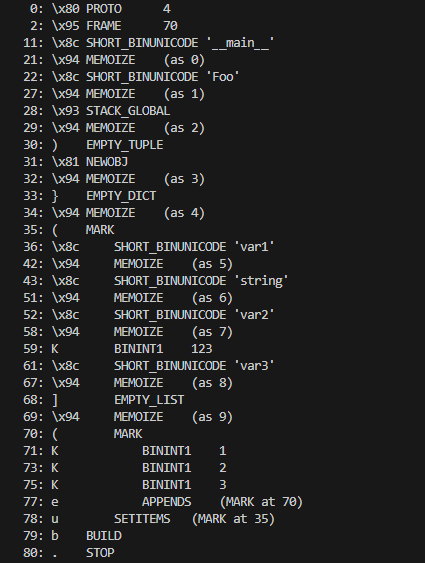 0: \x80 PROTO      4
    2: \x95 FRAME      70
   11: \x8c SHORT_BINUNICODE '__main__'
   21: \x94 MEMOIZE    (as 0)
   22: \x8c SHORT_BINUNICODE 'Foo'
   27: \x94 MEMOIZE    (as 1)
   28: \x93 STACK_GLOBAL
   29: \x94 MEMOIZE    (as 2)
   30: )    EMPTY_TUPLE
   31: \x81 NEWOBJ
   32: \x94 MEMOIZE    (as 3)
   33: }    EMPTY_DICT
   34: \x94 MEMOIZE    (as 4)
   35: (    MARK
   36: \x8c     SHORT_BINUNICODE 'var1'
   42: \x94     MEMOIZE    (as 5)
   43: \x8c     SHORT_BINUNICODE 'string'
   51: \x94     MEMOIZE    (as 6)
   52: \x8c     SHORT_BINUNICODE 'var2'
   58: \x94     MEMOIZE    (as 7)
   59: K        BININT1    123
   61: \x8c     SHORT_BINUNICODE 'var3'
   67: \x94     MEMOIZE    (as 8)
   68: ]        EMPTY_LIST
   69: \x94     MEMOIZE    (as 9)
   70: (        MARK
   71: K            BININT1    1
   73: K            BININT1    2
   75: K            BININT1    3
   77: e            APPENDS    (MARK at 70)
   78: u        SETITEMS   (MARK at 35)
   79: b    BUILD
   80: .    STOP